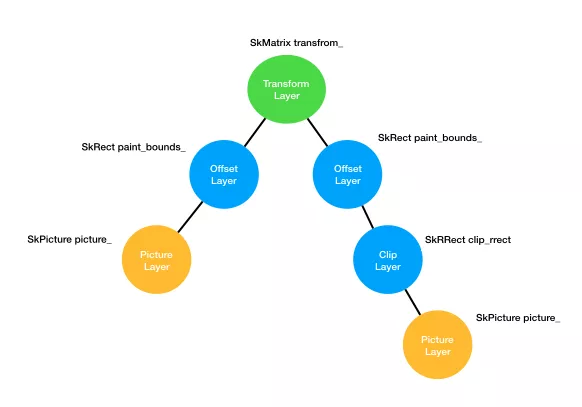 SkMatrix transfrom_
Transform
Layer
SkRect paint_bounds_
Offset
Layer
SkRect paint_bounds_
Offset
Layer
SkPicture picture_
Picture
Layer
SkRRect clip_rrect
Clip
Layer
SkPicture picture_
Picture
Layer